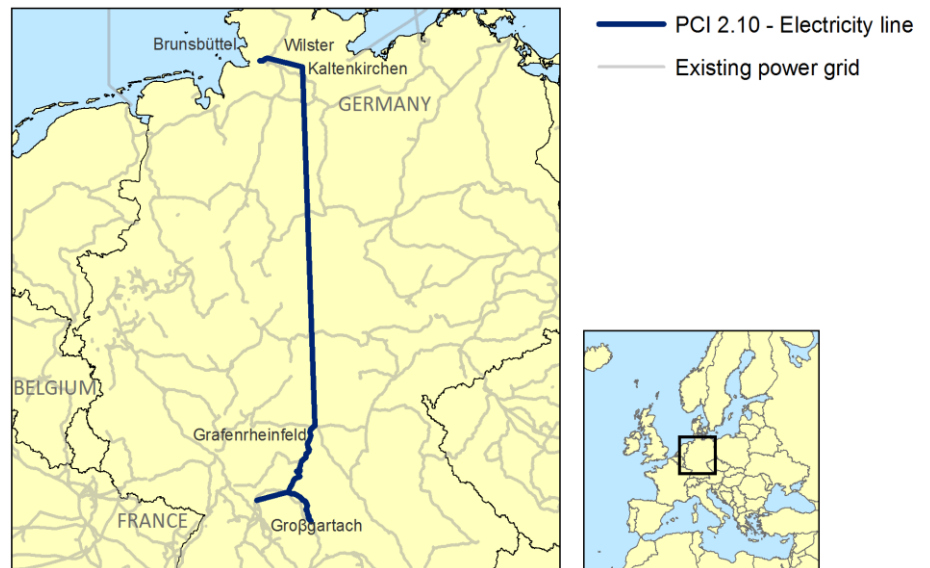 Brunsbüttel
Wilster
Kaltenkirchen
GERMANY
BELGIUM
Grafenrheinfeld
FRANCE
Großgartach
PCI 2.10 - Electricity line
Existing power grid